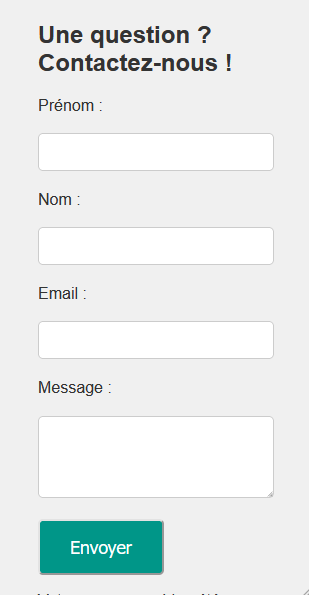 Une question ?
Contactez-nous !
Prénom :
Nom :
Email :
Message :
Envoyer